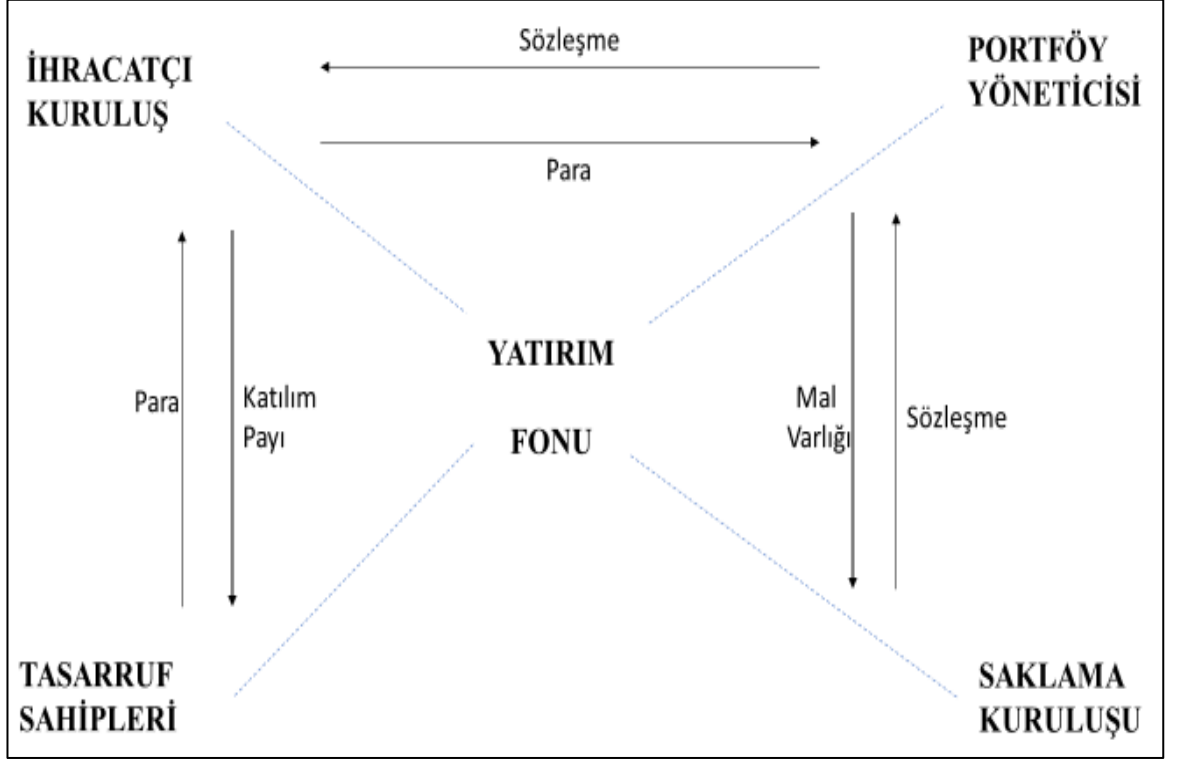 İHRACATÇI
KURULUŞ
Sözleşme
PORTFÖY
YÖNETİCİSİ
Para
Para
Katılım
Payı
YATIRIM
FONU
Mal
Varlığı
Sözleşme
TASARRUF
SAHİPLERİ
SAKLAMA
KURULUŞU